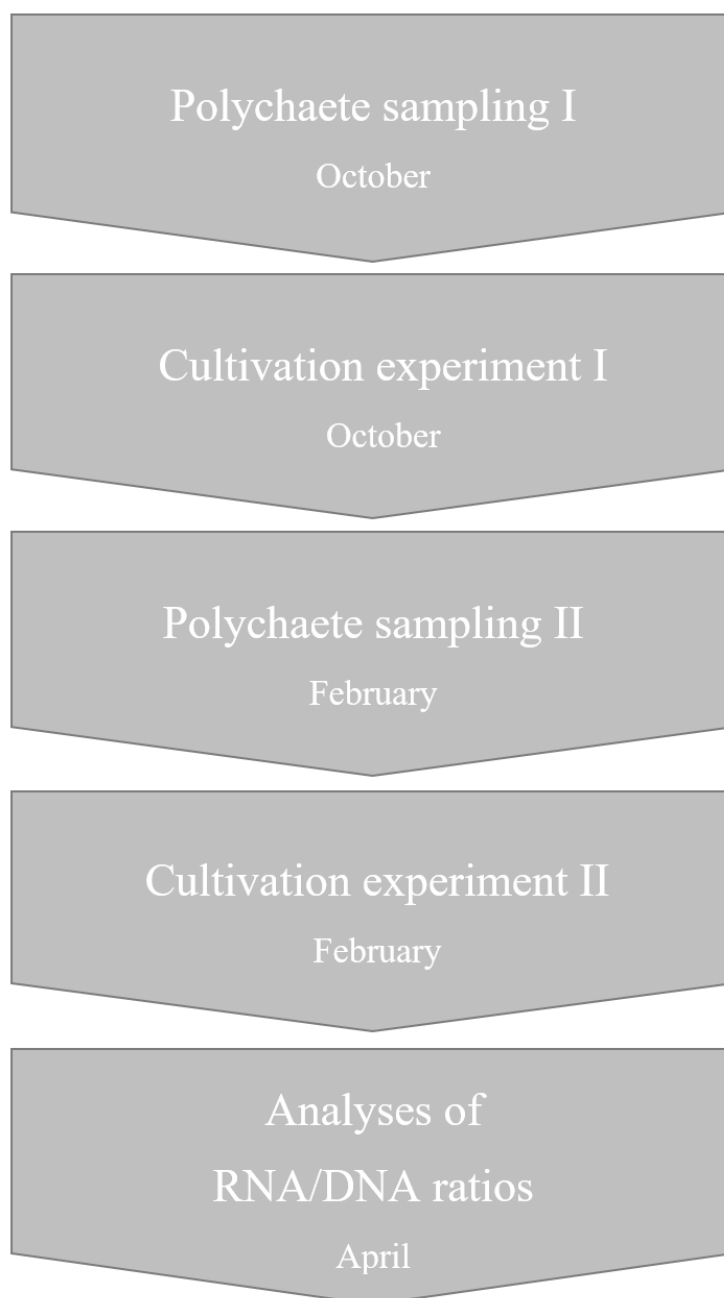 Polychaete sampling I
October
Cultivation experiment I
October
Polychaete sampling II
February
Cultivation experiment II
February
Analyses of
RNA/DNA ratios
April